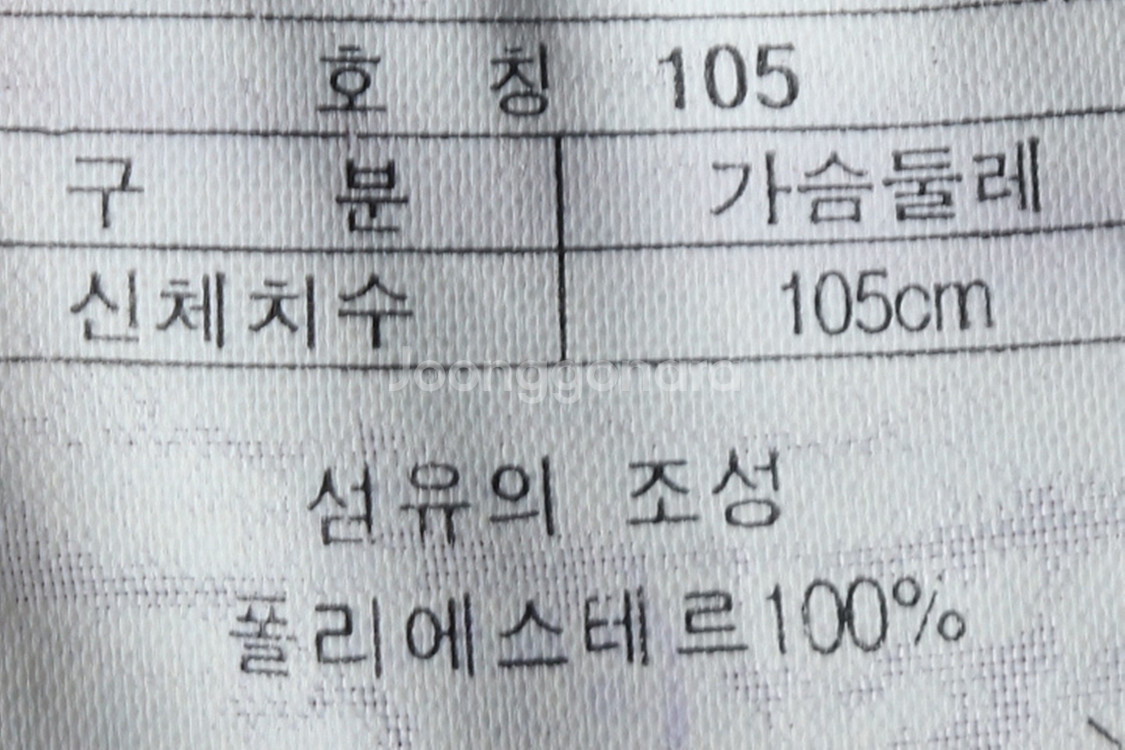 호 칭 105
구 분 가슴둘레
신체치수 105cm
Joonggonara
섬유의 조성
폴리에스테르100%